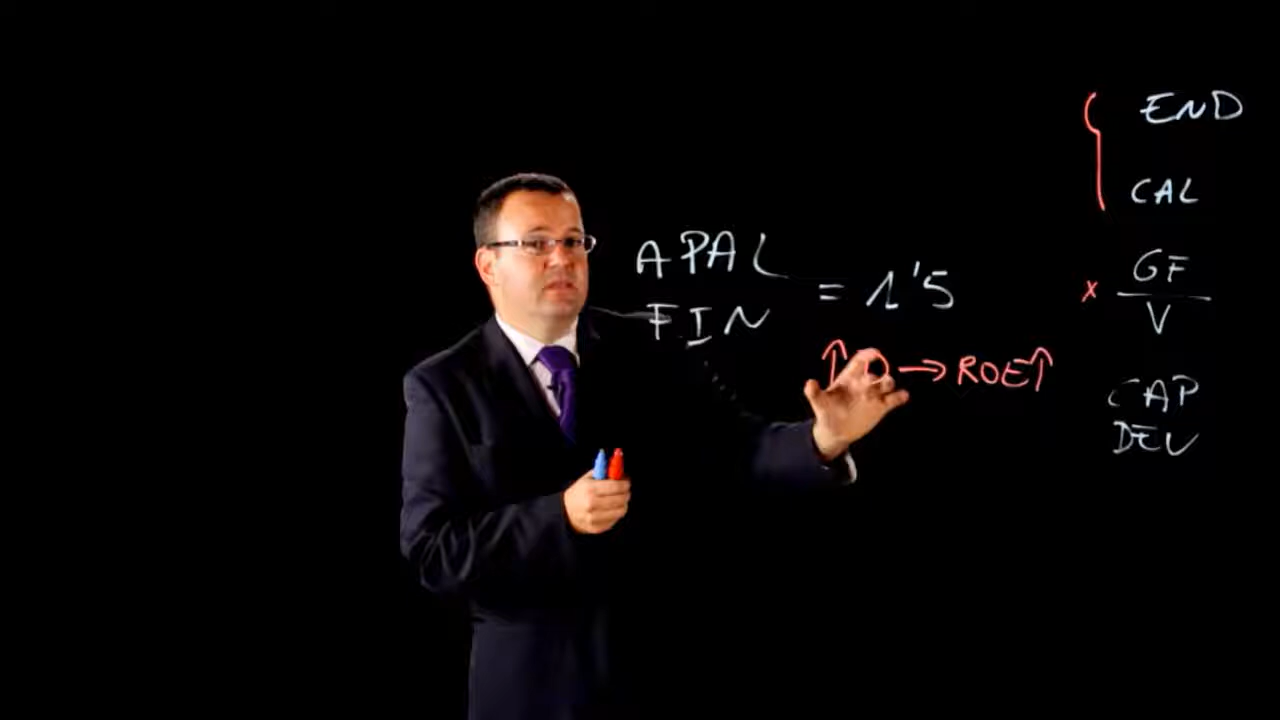 APAL
FIN
= 1'5
↑ D → ROE↑
END
CAL
x GF
V
CAP
DEV